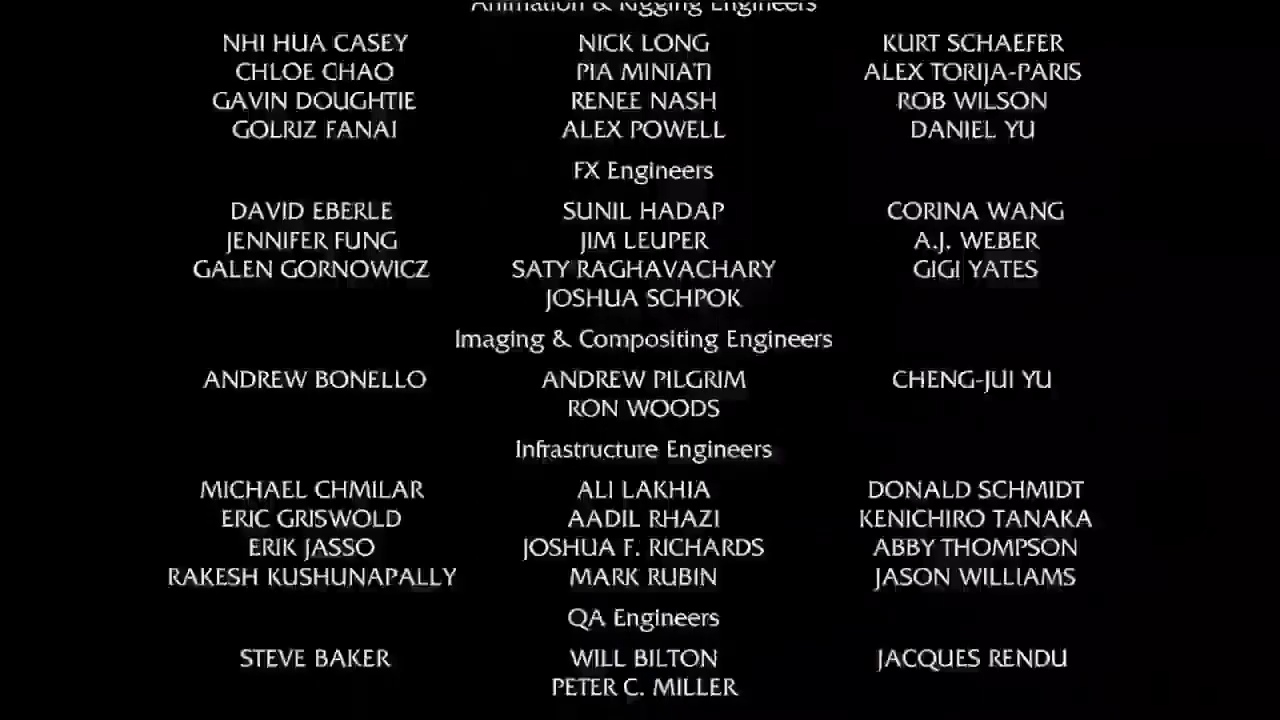 Animation & Rigging Engineers
NHI HUA CASEY NICK LONG KURT SCHAEFER
CHLOE CHAO PIA MINIATI ALEX TORIJA-PARIS
GAVIN DOUGHTIE RENEE NASH ROB WILSON
GOLRIZ FANAI ALEX POWELL DANIEL YU
FX Engineers
DAVID EBERLE SUNIL HADAP CORINA WANG
JENNIFER FUNG JIM LEUPER A.J. WEBER
GALEN GORNOWICZ SATY RAGHAVACHARY GIGI YATES
JOSHUA SCHPOK
Imaging & Compositing Engineers
ANDREW BONELLO ANDREW PILGRIM CHENG-JUI YU
RON WOODS
Infrastructure Engineers
MICHAEL CHMILAR ALI LAKHIA DONALD SCHMIDT
ERIC GRISWOLD AADIL RHAZI KENICHIRO TANAKA
ERIK JASSO JOSHUA F. RICHARDS ABBY THOMPSON
RAKESH KUSHUNAPALLY MARK RUBIN JASON WILLIAMS
QA Engineers
STEVE BAKER WILL BILTON JACQUES RENDU
PETER C. MILLER